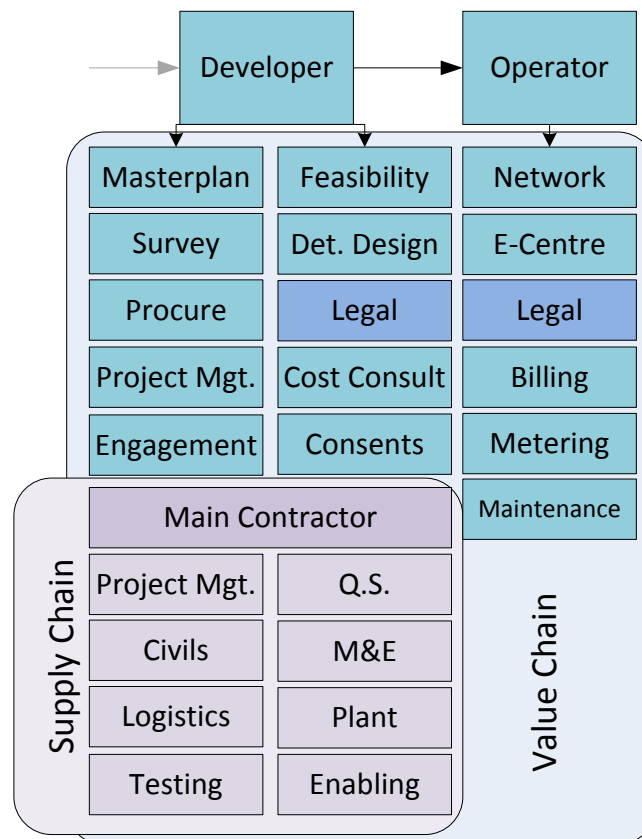 Developer
Operator
Masterplan
Feasibility
Network
Survey
Det. Design
E-Centre
Procure
Legal
Legal
Project Mgt.
Cost Consult
Billing
Engagement
Consents
Metering
Main Contractor
Maintenance
Project Mgt.
Q.S.
Civils
M&E
Logistics
Plant
Testing
Enabling
Supply Chain
Value Chain